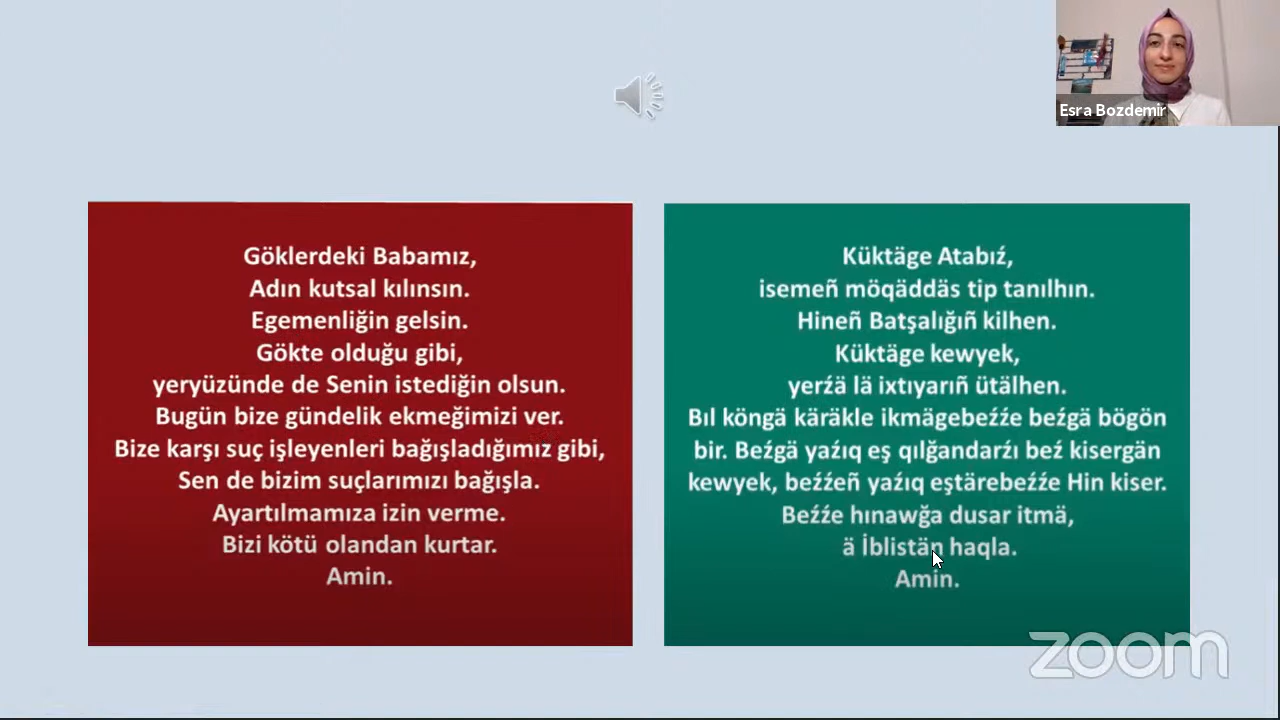 Esra Bozdemir
Göklerdeki Babamız,
Adın kutsal kılınsın.
Egemenliğin gelsin.
Gökte olduğu gibi,
yeryüzünde de Senin istediğin olsun.
Bugün bize gündelik ekmeğimizi ver.
Bize karşı suç işleyenleri bağışladığımız gibi,
Sen de bizim suçlarımızı bağışla.
Ayartılmamıza izin verme.
Bizi kötü olandan kurtar.
Amin.
Küktäge Atabıź,
isemeñ möqäddäs tip tanılhın.
Hineñ Batşalığıñ kilhen.
Küktäge kewyek,
yerźä lä ixtıyarıñ ütälhen.
Bıl köngä käräkle ikmägebeźźe beźgä bögön
bir. Beźgä yaźıq eş qılğandarźı beź kisergän
kewyek, beźźeñ yaźıq eştärebeźźe Hin kiser.
Beźźe hınawğa dusar itmä,
ä İblistän haqla.
Amin.
zoom